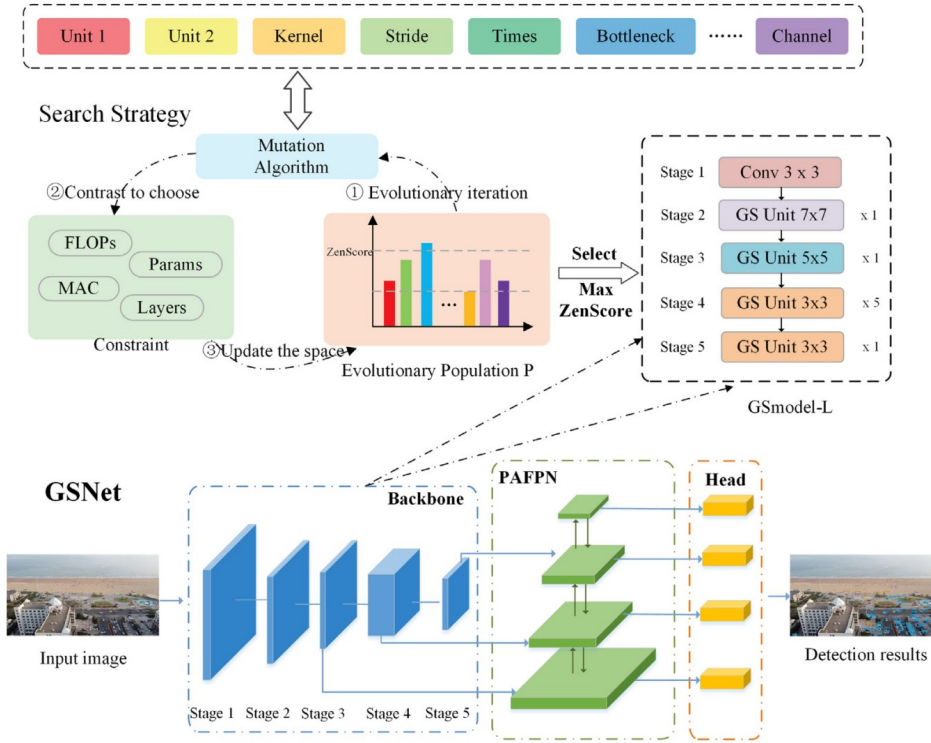 Unit 1
Unit 2
Kernel
Stride
Times
Bottleneck
......
Channel
Search Strategy
Mutation
Algorithm
②Contrast to choose
① Evolutionary iteration
FLOPs
Params
MAC
Layers
Constraint
③Update the space
ZenScore
...
Evolutionary Population P
Select
Max
ZenScore
Stage 1
Conv 3 x 3
Stage 2
GS Unit 7x7
x 1
Stage 3
GS Unit 5x5
x 1
Stage 4
GS Unit 3x3
x 5
Stage 5
GS Unit 3x3
x 1
GSmodel-L
GSNet
Backbone
PAFPN
Head
Input image
Detection results
Stage 1
Stage 2
Stage 3
Stage 4
Stage 5